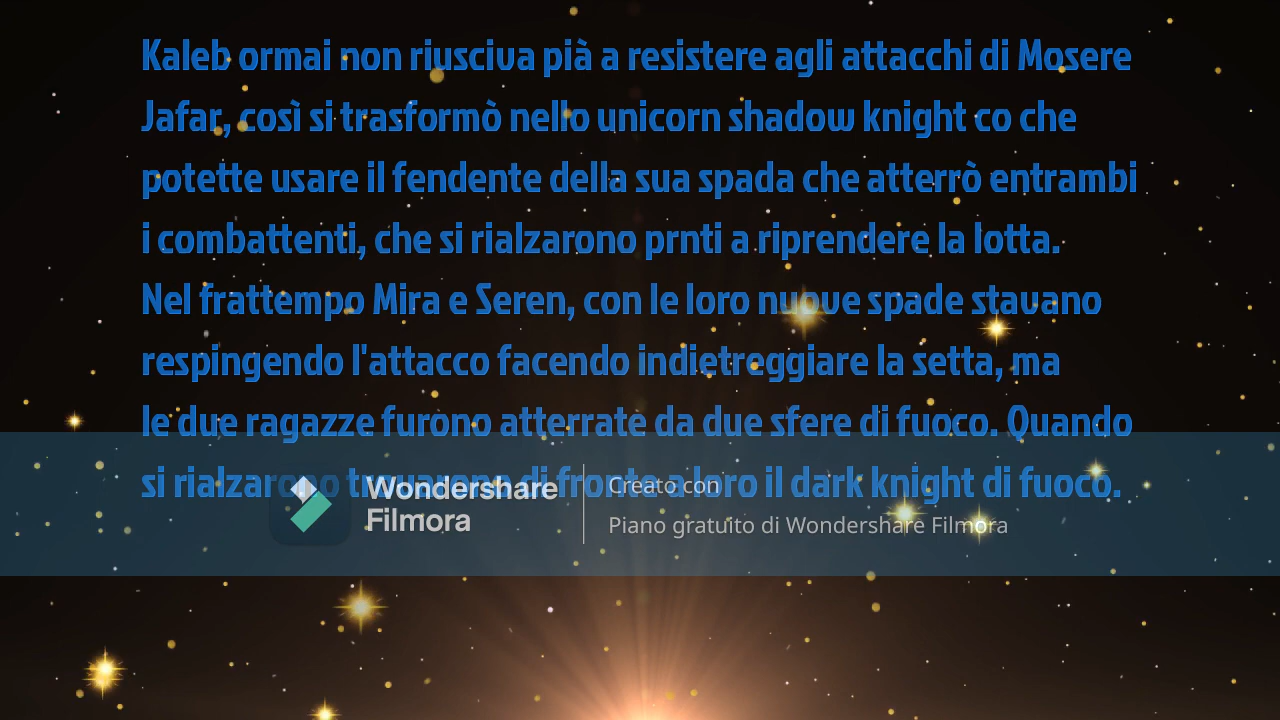 Kaleb ormai non riusciva pià a resistere agli attacchi di Mosere
Jafar, così si trasformò nello unicorn shadow knight co che
potette usare il fendente della sua spada che atterrò entrambi
i combattenti, che si rialzarono prnti a riprendere la lotta.
Nel frattempo Mira e Seren, con le loro nuove spade stavano
respingendo l'attacco facendo indietreggiare la setta, ma
le due ragazze furono atterrate da due sfere di fuoco. Quando
si rialzarono trovarono di fronte a loro il dark knight di fuoco.
Wondershare
Filmora
Creato con
Piano gratuito di Wondershare Filmora